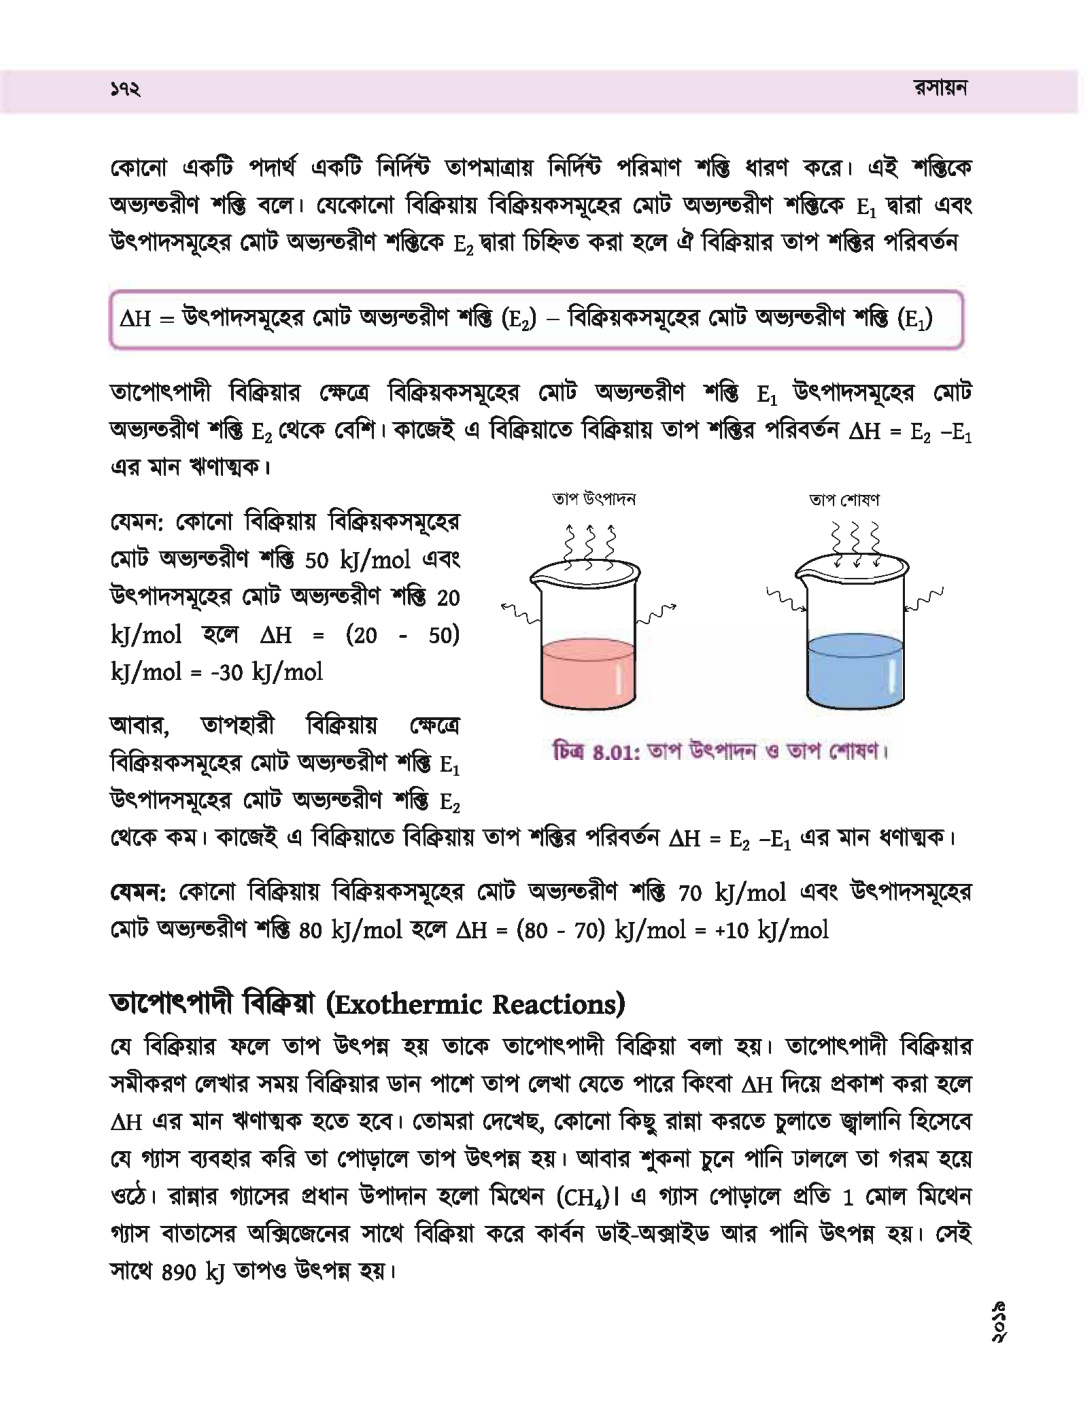 ১৭২ রসায়ন
কোনো একটি পদার্থ একটি নির্দিষ্ট তাপমাত্রায় নির্দিষ্ট পরিমাণ শক্তি ধারণ করে। এই শক্তিকে
অভ্যন্তরীণ শক্তি বলে। যেকোনো বিক্রিয়ায় বিক্রিয়কসমূহের মোট অভ্যন্তরীণ শক্তিকে E₁ দ্বারা এবং
উৎপাদসমূহের মোট অভ্যন্তরীণ শক্তিকে E₂ দ্বারা চিহ্নিত করা হলে ঐ বিক্রিয়ার তাপ শক্তির পরিবর্তন
ΔH = উৎপাদসমূহের মোট অভ্যন্তরীণ শক্তি (E₂) – বিক্রিয়কসমূহের মোট অভ্যন্তরীণ শক্তি (E₁)
তাপোৎপাদী বিক্রিয়ার ক্ষেত্রে বিক্রিয়কসমূহের মোট অভ্যন্তরীণ শক্তি E₁ উৎপাদসমূহের মোট
অভ্যন্তরীণ শক্তি E₂ থেকে বেশি। কাজেই এ বিক্রিয়াতে বিক্রিয়ায় তাপ শক্তির পরিবর্তন ΔH = E₂ –E₁
এর মান ঋণাত্মক।
যেমন: কোনো বিক্রিয়ায় বিক্রিয়কসমূহের
মোট অভ্যন্তরীণ শক্তি 50 kJ/mol এবং
উৎপাদসমূহের মোট অভ্যন্তরীণ শক্তি 20
kJ/mol হলে ΔH = (20 - 50)
kJ/mol = -30 kJ/mol
তাপ উৎপাদন
তাপ শোষণ
চিত্র 8.01: তাপ উৎপাদন ও তাপ শোষণ।
আবার, তাপহারী বিক্রিয়ায় ক্ষেত্রে
বিক্রিয়কসমূহের মোট অভ্যন্তরীণ শক্তি E₁
উৎপাদসমূহের মোট অভ্যন্তরীণ শক্তি E₂
থেকে কম। কাজেই এ বিক্রিয়াতে বিক্রিয়ায় তাপ শক্তির পরিবর্তন ΔH = E₂ –E₁ এর মান ধণাত্মক।
যেমন: কোনো বিক্রিয়ায় বিক্রিয়কসমূহের মোট অভ্যন্তরীণ শক্তি 70 kJ/mol এবং উৎপাদসমূহের
মোট অভ্যন্তরীণ শক্তি 80 kJ/mol হলে ΔH = (80 - 70) kJ/mol = +10 kJ/mol
তাপোৎপাদী বিক্রিয়া (Exothermic Reactions)
যে বিক্রিয়ার ফলে তাপ উৎপন্ন হয় তাকে তাপোৎপাদী বিক্রিয়া বলা হয়। তাপোৎপাদী বিক্রিয়ার
সমীকরণ লেখার সময় বিক্রিয়ার ডান পাশে তাপ লেখা যেতে পারে কিংবা ΔH দিয়ে প্রকাশ করা হলে
ΔH এর মান ঋণাত্মক হতে হবে। তোমরা দেখেছ, কোনো কিছু রান্না করতে চুলাতে জ্বালানি হিসেবে
যে গ্যাস ব্যবহার করি তা পোড়ালে তাপ উৎপন্ন হয়। আবার শুকনা চুনে পানি ঢাললে তা গরম হয়ে
ওঠে। রান্নার গ্যাসের প্রধান উপাদান হলো মিথেন (CH₄)। এ গ্যাস পোড়ালে প্রতি 1 মোল মিথেন
গ্যাস বাতাসের অক্সিজেনের সাথে বিক্রিয়া করে কার্বন ডাই-অক্সাইড আর পানি উৎপন্ন হয়। সেই
সাথে 890 kJ তাপও উৎপন্ন হয়।
২০১৯